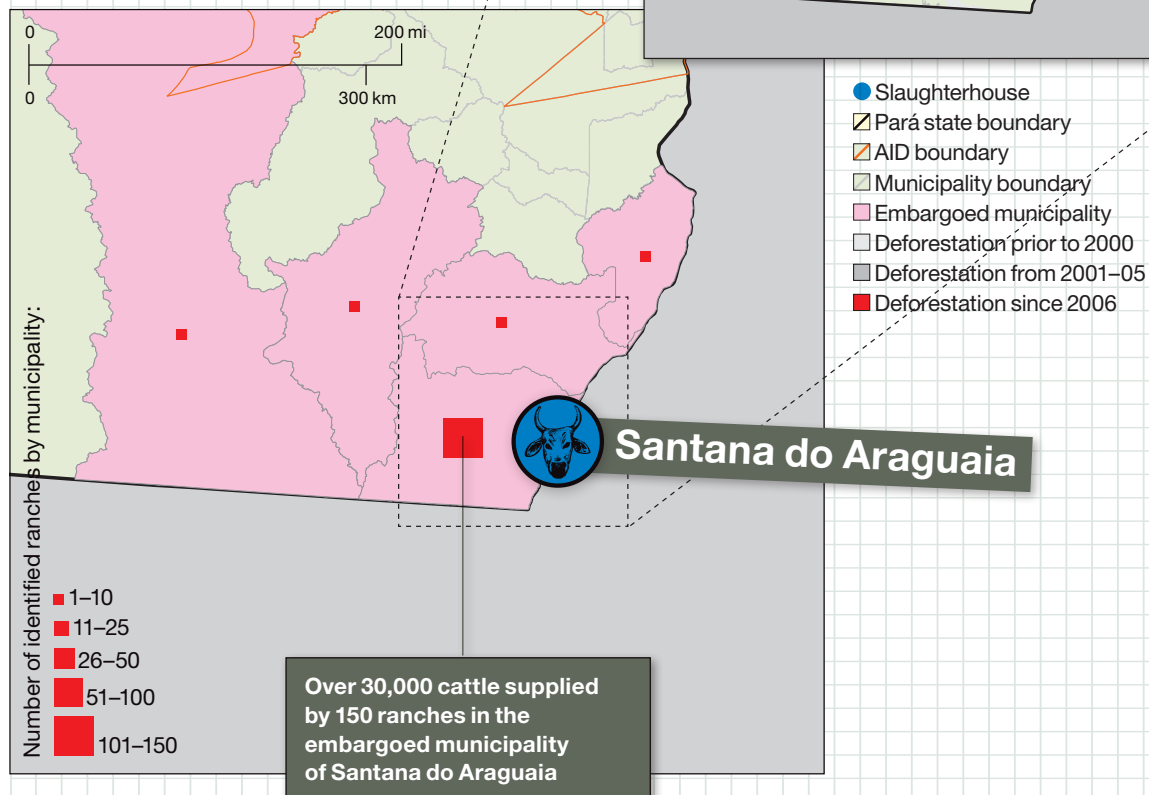 0
200 mi
0
300 km
Slaughterhouse
Pará state boundary
AID boundary
Municipality boundary
Embargoed municipality
Deforestation prior to 2000
Deforestation from 2001–05
Deforestation since 2006
Santana do Araguaia
Number of identified ranches by municipality:
1–10
11–25
26–50
51–100
101–150
Over 30,000 cattle supplied
by 150 ranches in the
embargoed municipality
of Santana do Araguaia